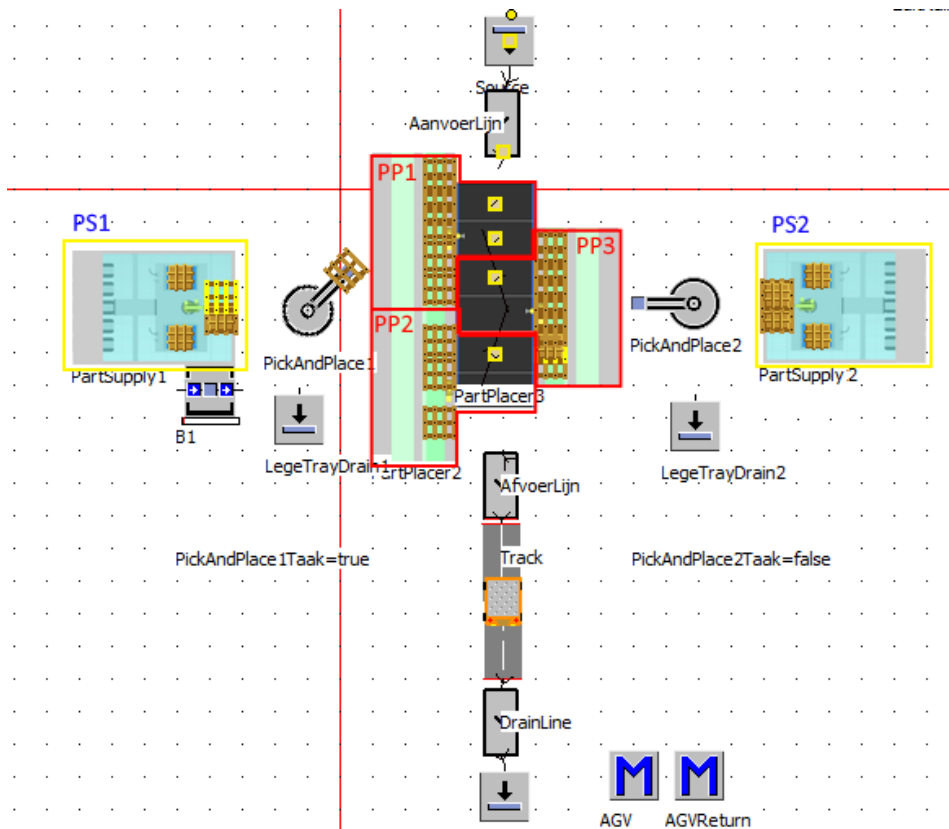 Source
AanvoerLijn
PP1
PS1
PS2
PP3
PP2
PickAndPlace2
PickAndPlace1
PartSupply1
PartSupply2
PartPlacer3
B1
LegeTrayDrain1
artPlacer2
LegeTrayDrain2
AfvoerLijn
PickAndPlace1Taak=true
Track
PickAndPlace2Taak=false
DrainLine
M
M
AGV
AGVReturn